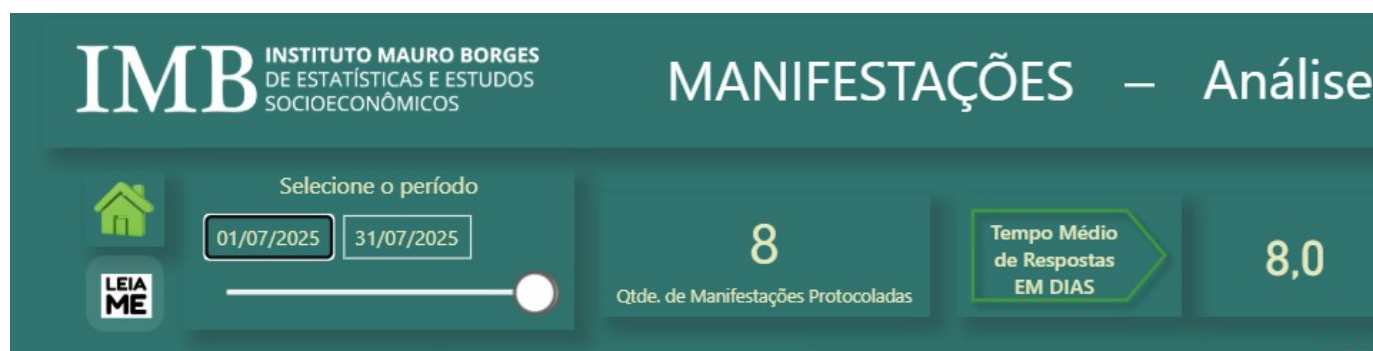 IMB
INSTITUTO MAURO BORGES
DE ESTATÍSTICAS E ESTUDOS
SOCIOECONÔMICOS
MANIFESTAÇÕES – Análise
Selecione o período
01/07/2025 31/07/2025
LEIA
ME
8
Qtde. de Manifestações Protocoladas
Tempo Médio
de Respostas
EM DIAS
8,0